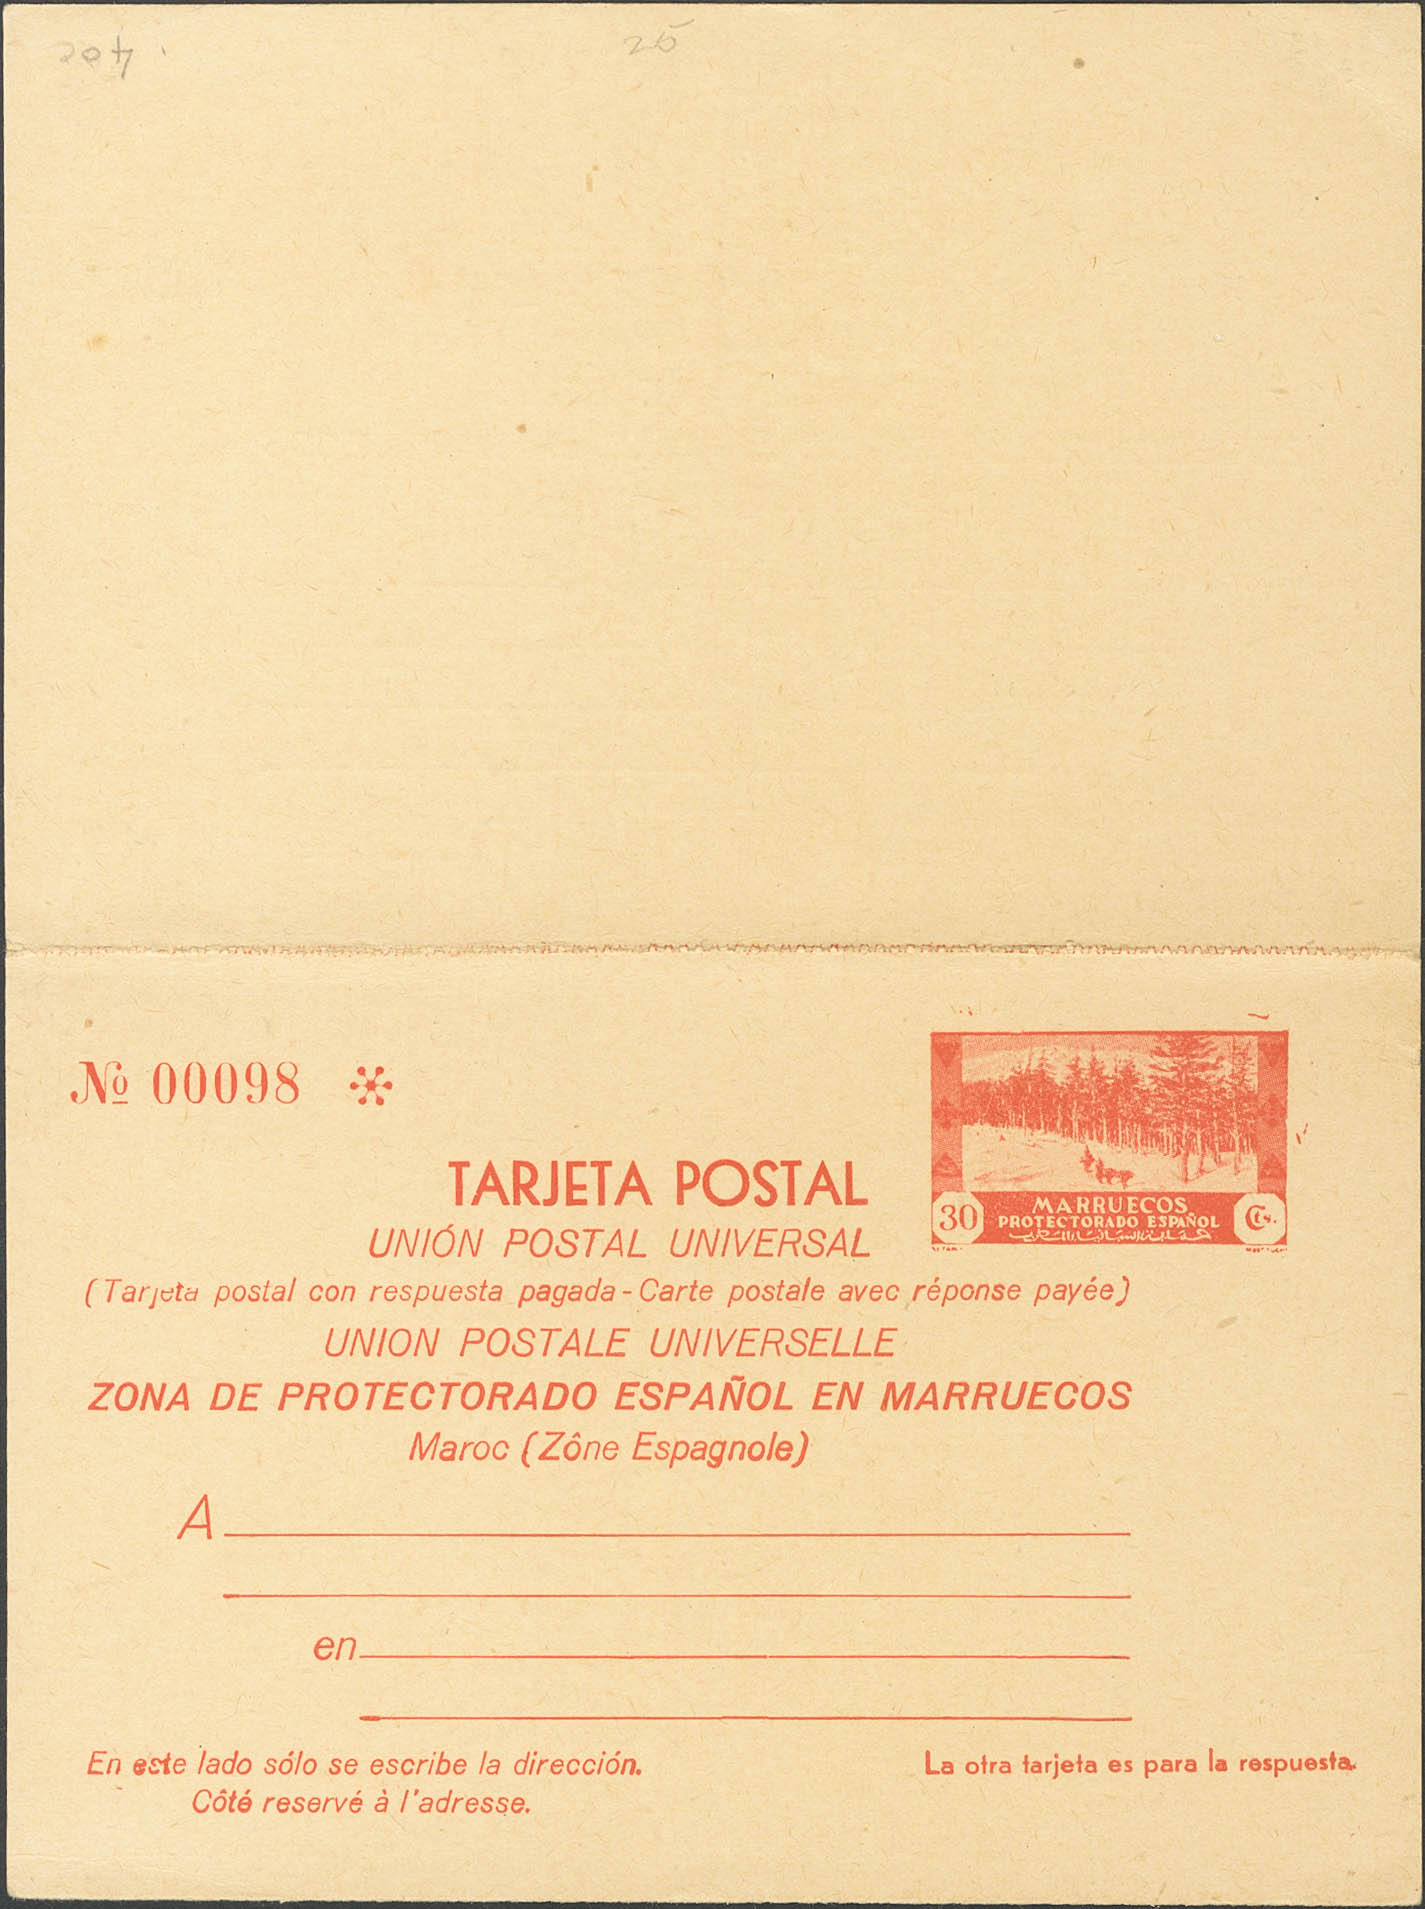 25
№ 00098 *
TARJETA POSTAL
UNIÓN POSTAL UNIVERSAL
(Tarjeta postal con respuesta pagada - Carte postale avec réponse payée)
UNION POSTALE UNIVERSELLE
ZONA DE PROTECTORADO ESPAÑOL EN MARRUECOS
Maroc (Zône Espagnole)
MARRUECOS
PROTECTORADO ESPAÑOL
30 Cts.
A
en
En este lado sólo se escribe la dirección.
Côté reservé à l'adresse.
La otra tarjeta es para la respuesta.